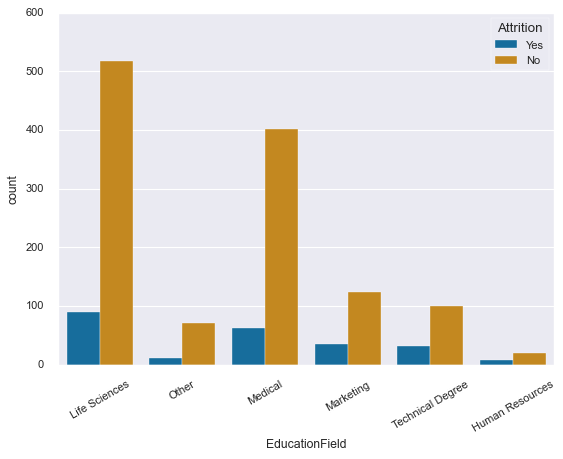 600
500
400
300
200
100
0
count
Attrition
Yes
No
Life Sciences
Other
Medical
Marketing
Technical Degree
Human Resources
EducationField